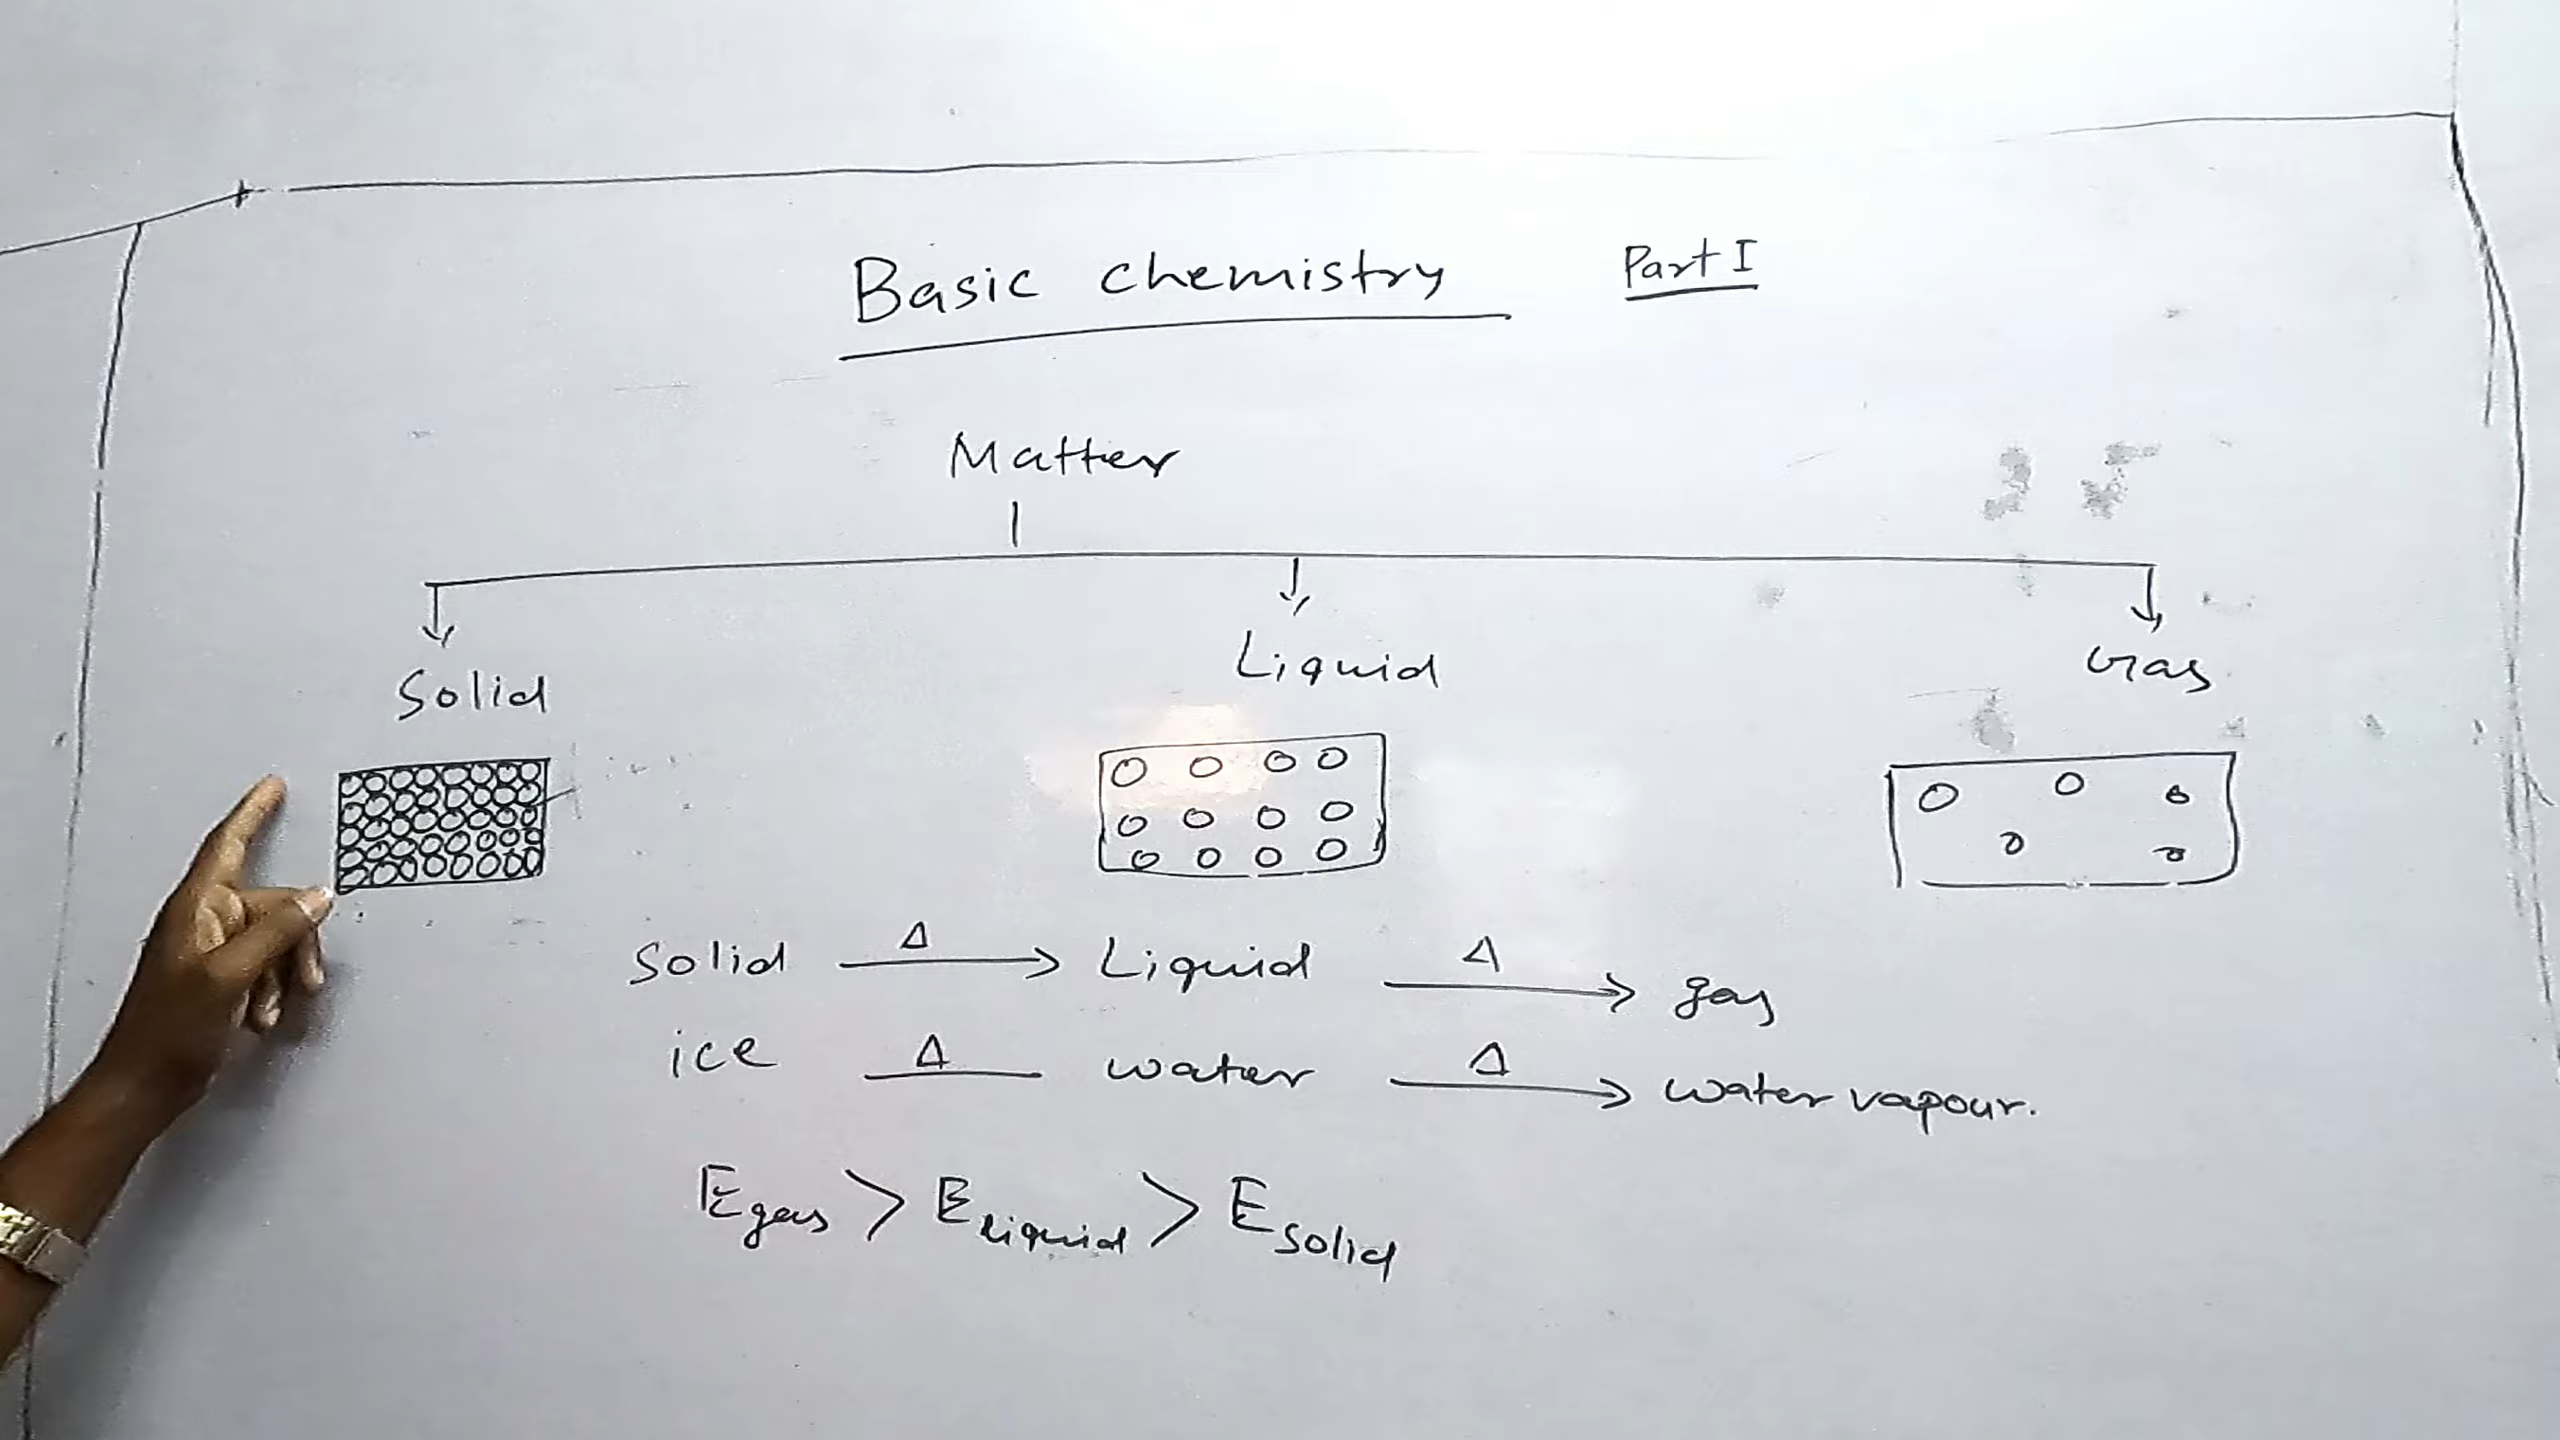 Basic chemistry Part I
Matter
Solid Liquid Gas
Solid Δ→ Liquid Δ→ gas
ice Δ— water Δ→ water vapour.
Egas > Eliquid > Esolid